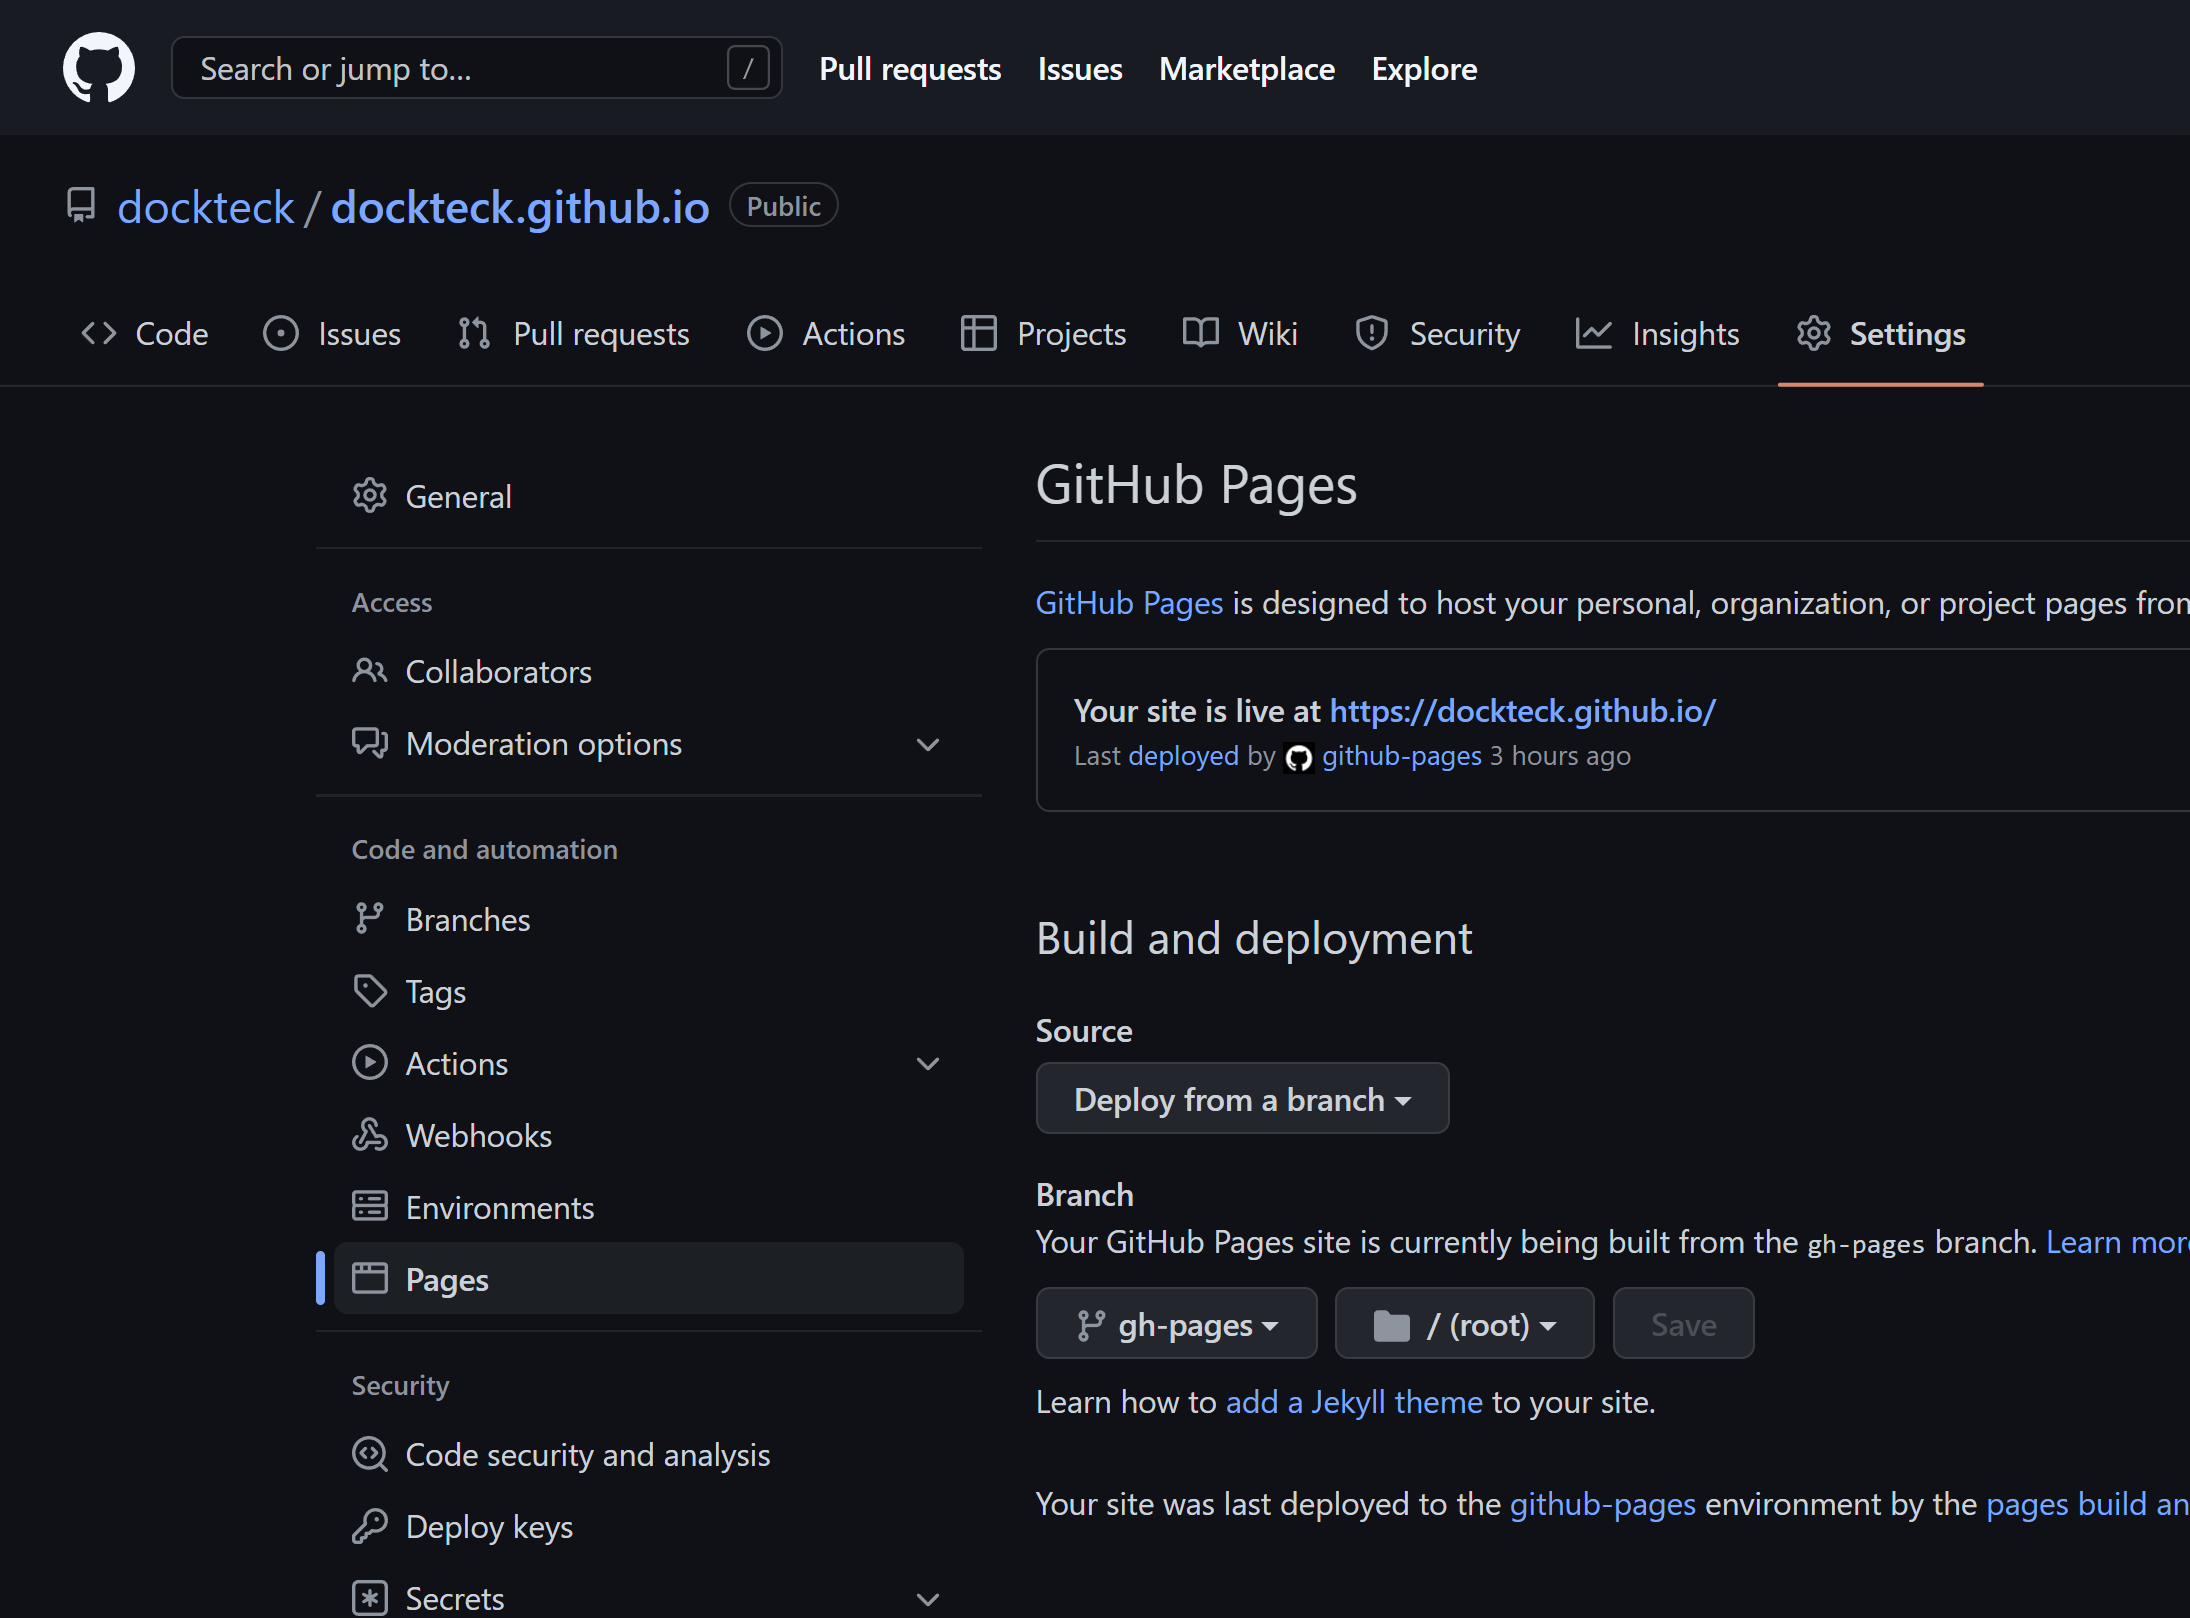 Search or jump to... / Pull requests Issues Marketplace Explore
dockteck / dockteck.github.io Public
Code Issues Pull requests Actions Projects Wiki Security Insights Settings
General
Access
Collaborators
Moderation options
Code and automation
Branches
Tags
Actions
Webhooks
Environments
Pages
Security
Code security and analysis
Deploy keys
Secrets
GitHub Pages
GitHub Pages is designed to host your personal, organization, or project pages from
Your site is live at https://dockteck.github.io/
Last deployed by github-pages 3 hours ago
Build and deployment
Source
Deploy from a branch
Branch
Your GitHub Pages site is currently being built from the gh-pages branch. Learn more
gh-pages / (root) Save
Learn how to add a Jekyll theme to your site.
Your site was last deployed to the github-pages environment by the pages build an